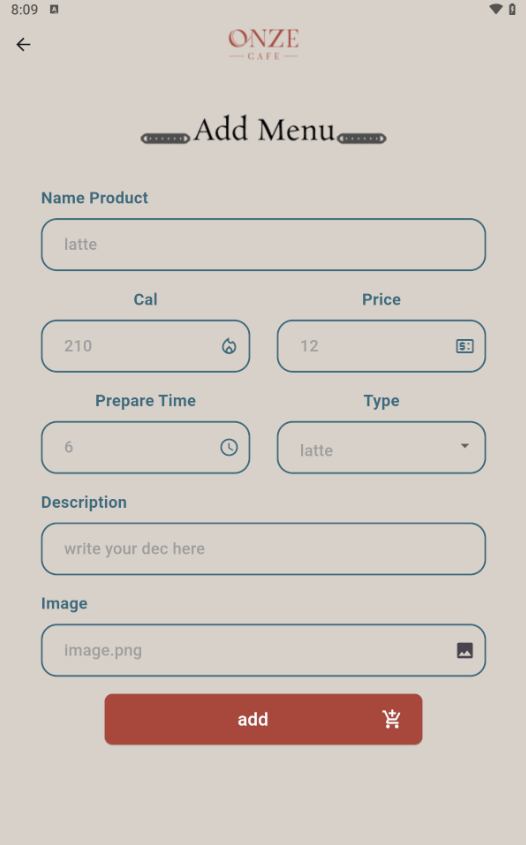 8:09
ONZE
CAFE
Add Menu
Name Product
latte
Cal Price
210 12
Prepare Time Type
6 latte
Description
write your dec here
Image
image.png
add